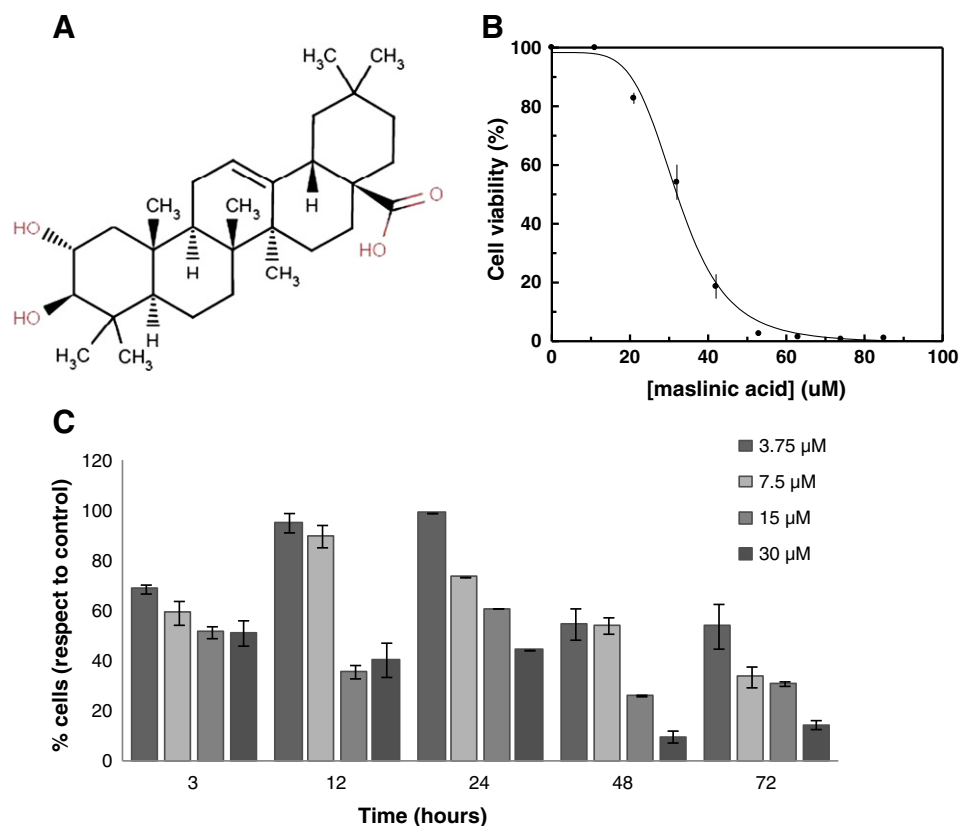 A
H₃C CH₃
CH₃ CH₃
H
O
HO
HO
H
CH₃
HO
H
H₃C CH₃
B
100
80
60
40
20
0
Cell viability (%)
0 20 40 60 80 100
[maslinic acid] (uM)
C
120
100
80
60
40
20
0
% cells (respect to control)
3.75 µM
7.5 µM
15 µM
30 µM
3 12 24 48 72
Time (hours)